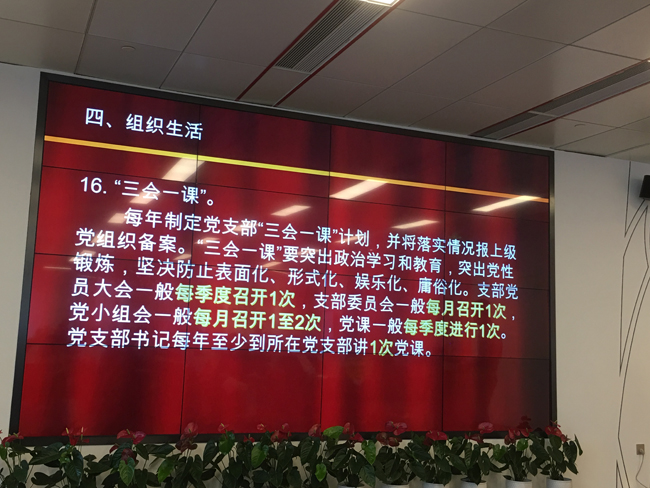 四、组织生活
16. “三会一课”。
每年制定党支部“三会一课”计划，并将落实情况报上级
党组织备案。“三会一课”要突出政治学习和教育，突出党性
锻炼，坚决防止表面化、形式化、娱乐化、庸俗化。支部党
员大会一般每季度召开1次，支部委员会一般每月召开1次，
党小组会一般每月召开1至2次，党课一般每季度进行1次。
党支部书记每年至少到所在党支部讲1次党课。